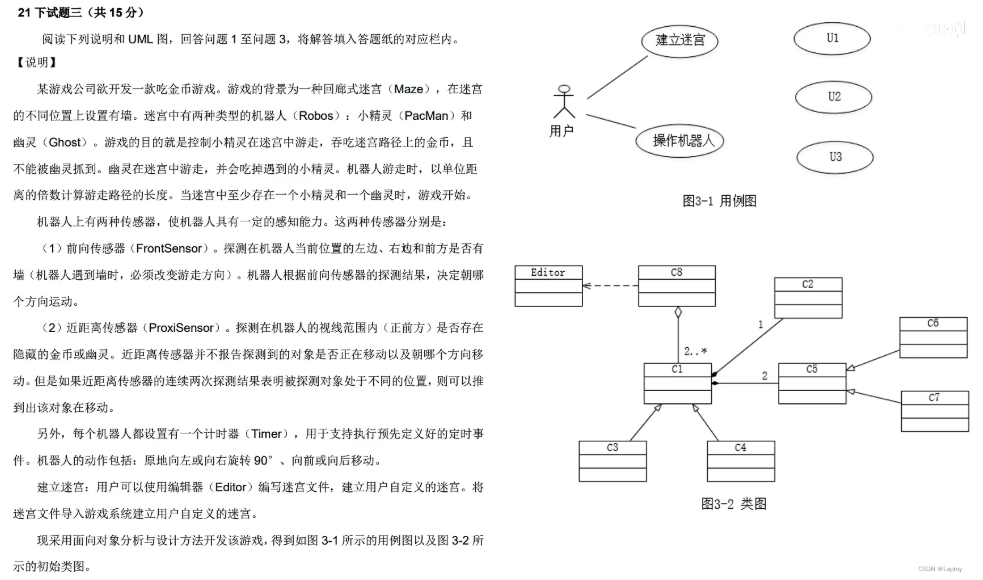 21 下试题三（共 15 分）
阅读下列说明和 UML 图，回答问题 1 至问题 3，将解答填入答题纸的对应栏内。
【说明】
某游戏公司欲开发一款吃金币游戏。游戏的背景为一种回廊式迷宫（Maze），在迷宫
的不同位置上设置有墙。迷宫中有两种类型的机器人（Robos）：小精灵（PacMan）和
幽灵（Ghost）。游戏的目的就是控制小精灵在迷宫中游走，吞吃迷宫路径上的金币，且
不能被幽灵抓到。幽灵在迷宫中游走，并会吃掉遇到的小精灵。机器人游走时，以单位距
离的倍数计算游走路径的长度。当迷宫中至少存在一个小精灵和一个幽灵时，游戏开始。
机器人上有两种传感器，使机器人具有一定的感知能力。这两种传感器分别是：
（1）前向传感器（FrontSensor）。探测在机器人当前位置的左边、右边和前方是否有
墙（机器人遇到墙时，必须改变游走方向）。机器人根据前向传感器的探测结果，决定朝哪
个方向运动。
（2）近距离传感器（ProxiSensor）。探测在机器人的视线范围内（正前方）是否存在
隐藏的金币或幽灵。近距离传感器并不报告探测到的对象是否正在移动以及朝哪个方向移
动。但是如果近距离传感器的连续两次探测结果表明被探测对象处于不同的位置，则可以推
到出该对象在移动。
另外，每个机器人都设置有一个计时器（Timer），用于支持执行预先定义好的定时事
件。机器人的动作包括：原地向左或向右旋转 90°、向前或向后移动。
建立迷宫：用户可以使用编辑器（Editor）编写迷宫文件，建立用户自定义的迷宫。将
迷宫文件导入游戏系统建立用户自定义的迷宫。
现采用面向对象分析与设计方法开发该游戏，得到如图 3-1 所示的用例图以及图 3-2 所
示的初始类图。
建立迷宫
U1
用户
U2
操作机器人
U3
图3-1 用例图
Editor
C8
C2
1
C6
2..*
C1
2
C5
C7
C3
C4
图3-2 类图
CSDN @Laptoy